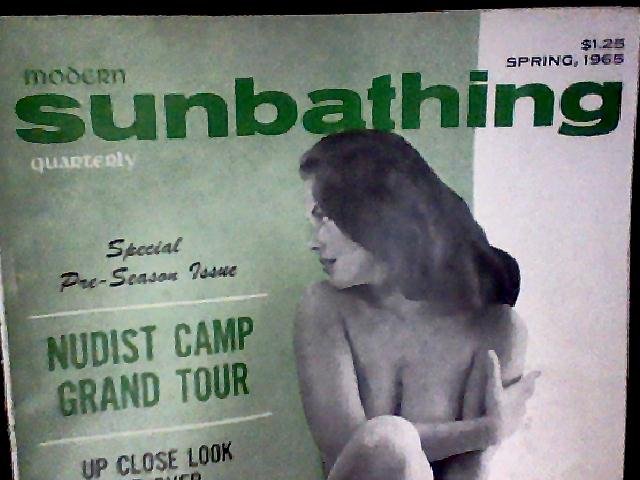 $1.25
SPRING, 1965
modern
sunbathing
quarterly
Special
Pre-Season Issue
NUDIST CAMP
GRAND TOUR
UP CLOSE LOOK